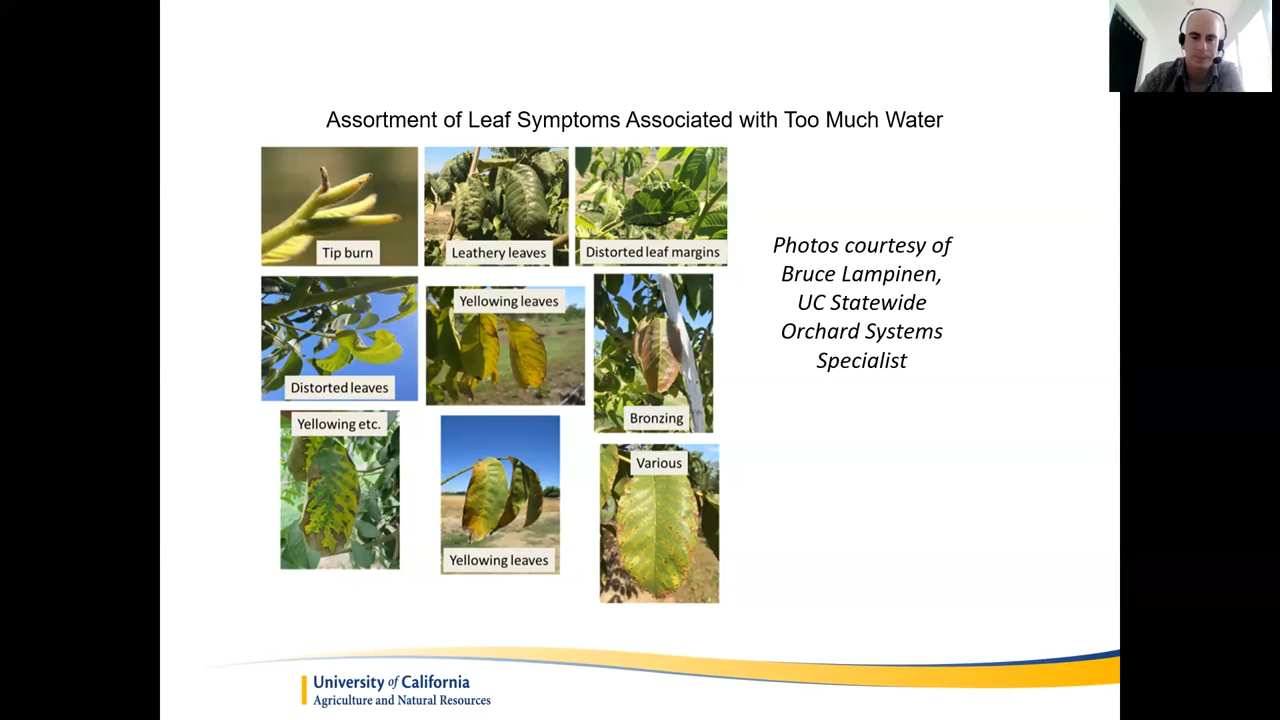 Assortment of Leaf Symptoms Associated with Too Much Water
Tip burn
Leathery leaves
Distorted leaf margins
Photos courtesy of
Bruce Lampinen,
UC Statewide
Orchard Systems
Specialist
Distorted leaves
Yellowing leaves
Bronzing
Yellowing etc.
Yellowing leaves
Various
University of California
Agriculture and Natural Resources